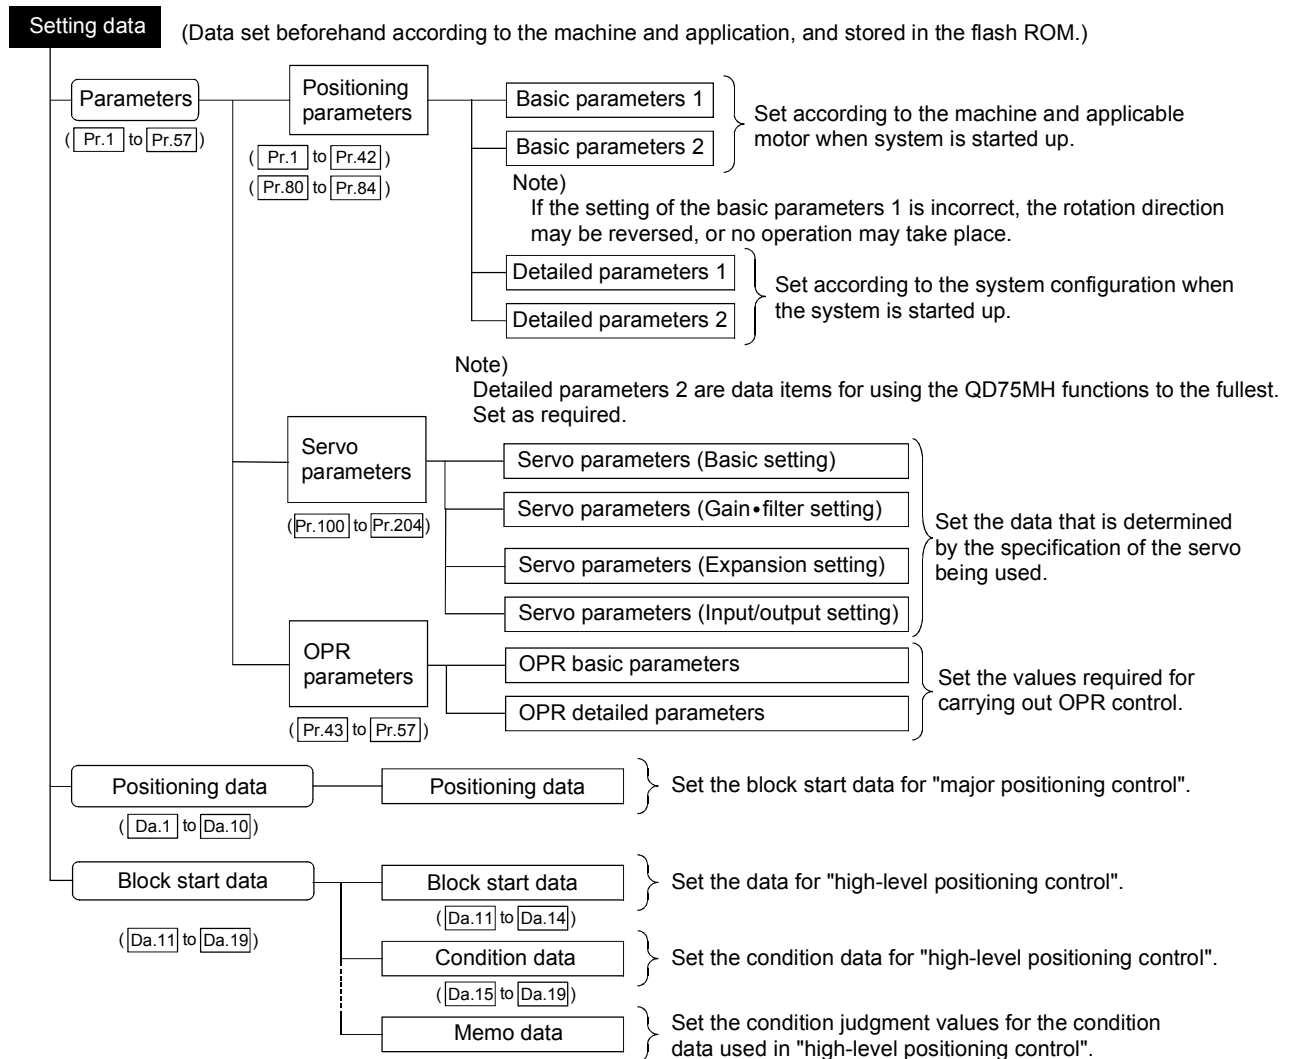 Setting data
(Data set beforehand according to the machine and application, and stored in the flash ROM.)
Parameters
( Pr.1 to Pr.57 )
Positioning
parameters
( Pr.1 to Pr.42 )
( Pr.80 to Pr.84 )
Basic parameters 1
Basic parameters 2
Set according to the machine and applicable
motor when system is started up.
Note)
If the setting of the basic parameters 1 is incorrect, the rotation direction
may be reversed, or no operation may take place.
Detailed parameters 1
Detailed parameters 2
Set according to the system configuration when
the system is started up.
Note)
Detailed parameters 2 are data items for using the QD75MH functions to the fullest.
Set as required.
Servo
parameters
(Pr.100 to Pr.204)
Servo parameters (Basic setting)
Servo parameters (Gain•filter setting)
Servo parameters (Expansion setting)
Servo parameters (Input/output setting)
Set the data that is determined
by the specification of the servo
being used.
OPR
parameters
( Pr.43 to Pr.57 )
OPR basic parameters
OPR detailed parameters
Set the values required for
carrying out OPR control.
Positioning data
( Da.1 to Da.10 )
Positioning data
Set the block start data for "major positioning control".
Block start data
( Da.11 to Da.19 )
Block start data
( Da.11 to Da.14 )
Set the data for "high-level positioning control".
Condition data
( Da.15 to Da.19 )
Set the condition data for "high-level positioning control".
Memo data
Set the condition judgment values for the condition
data used in "high-level positioning control".